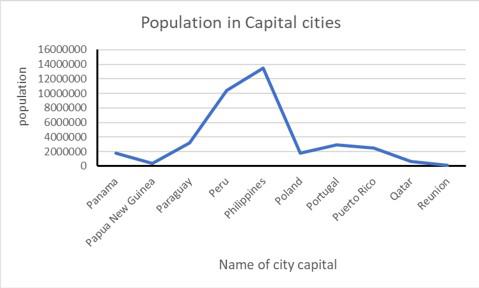 Population in Capital cities
population
16000000
14000000
12000000
10000000
8000000
6000000
4000000
2000000
0
Panama
Papua New Guinea
Paraguay
Peru
Philippines
Poland
Portugal
Puerto Rico
Qatar
Reunion
Name of city capital